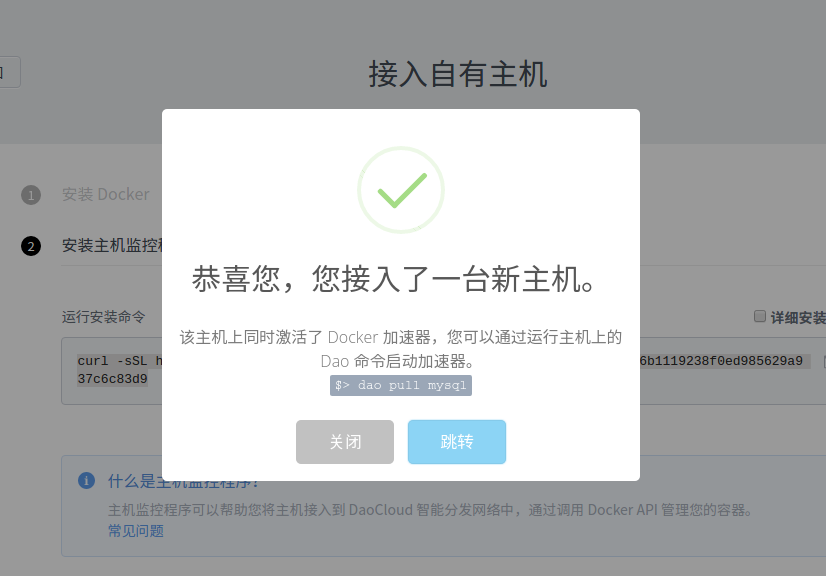 接入自有主机
1 安装 Docker
2 安装主机监控
恭喜您，您接入了一台新主机。
运行安装命令
详细安装
该主机上同时激活了 Docker 加速器，您可以通过运行主机上的
Dao 命令启动加速器。
$> dao pull mysql
curl -sSL h
6b1119238f0ed985629a9
37c6c83d9
关闭
跳转
什么是主机监控程序？
主机监控程序可以帮助您将主机接入到 DaoCloud 智能分发网络中，通过调用 Docker API 管理您的容器。
常见问题